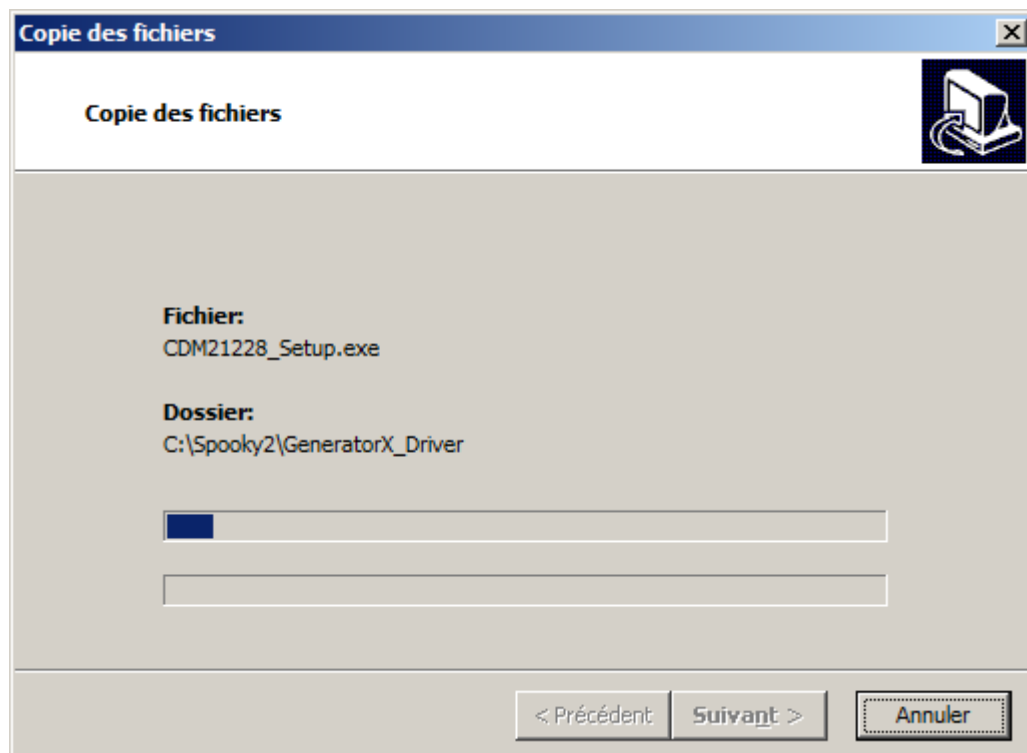 Copie des fichiers
Copie des fichiers
Fichier:
CDM21228_Setup.exe
Dossier:
C:\Spooky2\GeneratorX_Driver
< Précédent Suivant > Annuler